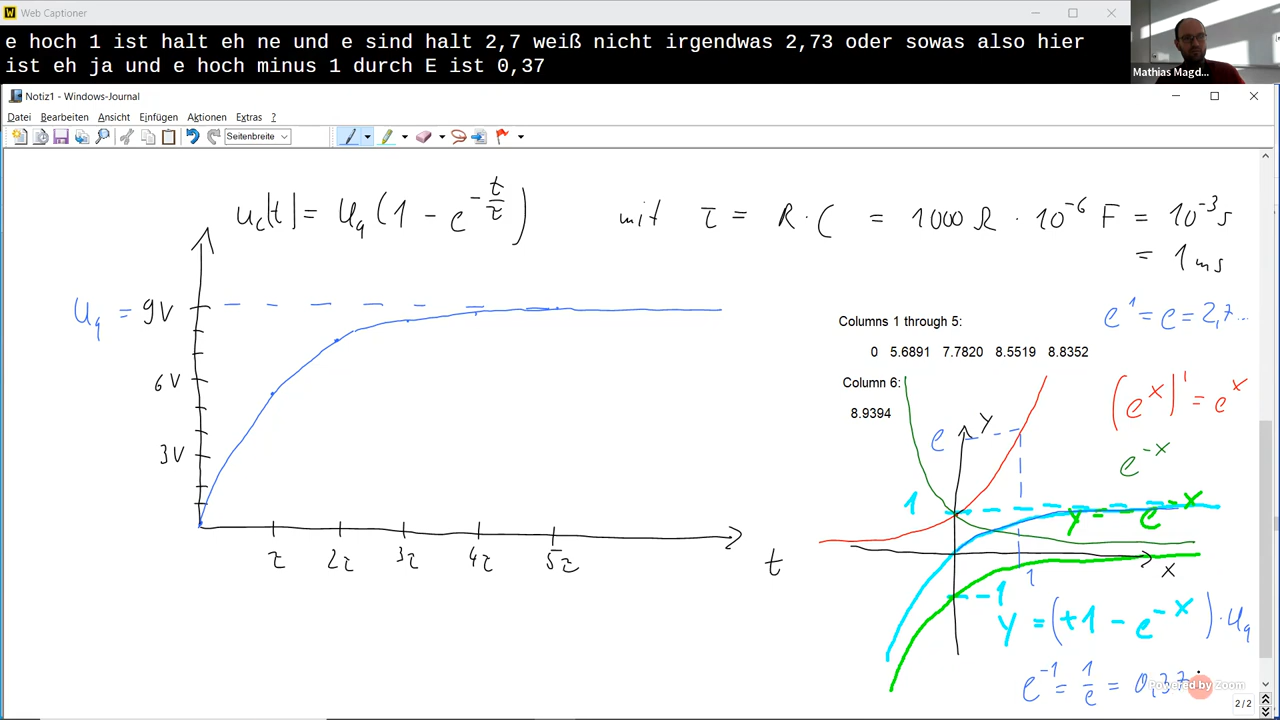 Web Captioner
e hoch 1 ist halt eh ne und e sind halt 2,7 weiß nicht irgendwas 2,73 oder sowas also hier
ist eh ja und e hoch minus 1 durch E ist 0,37
Mathias Magd...
Notiz1 - Windows-Journal
Datei Bearbeiten Ansicht Einfügen Aktionen Extras ?
Seitenbreite
u_c(t) = U_q (1 - e^(-t/τ)) mit τ = R · C = 1000 Ω · 10^-6 F = 10^-3 s
= 1 ms
U_q = 9V
e^1 = e = 2,7...
Columns 1 through 5:
0 5.6891 7.7820 8.5519 8.8352
6V
Column 6:
8.9394
(e^x)' = e^x
e Y
3V
e^-x
1
y = -e^-x
τ 2τ 3τ 4τ 5τ t
1 x
-1
y = (+1 - e^-x) · U_q
e^-1 = 1/e = 0,37
Powered by Zoom
2/2